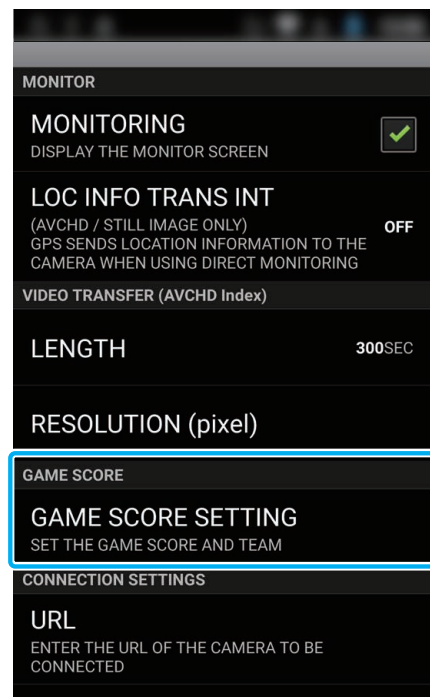 MONITOR
MONITORING
DISPLAY THE MONITOR SCREEN
LOC INFO TRANS INT
(AVCHD / STILL IMAGE ONLY)
OFF
GPS SENDS LOCATION INFORMATION TO THE
CAMERA WHEN USING DIRECT MONITORING
VIDEO TRANSFER (AVCHD Index)
LENGTH
300SEC
RESOLUTION (pixel)
GAME SCORE
GAME SCORE SETTING
SET THE GAME SCORE AND TEAM
CONNECTION SETTINGS
URL
ENTER THE URL OF THE CAMERA TO BE
CONNECTED